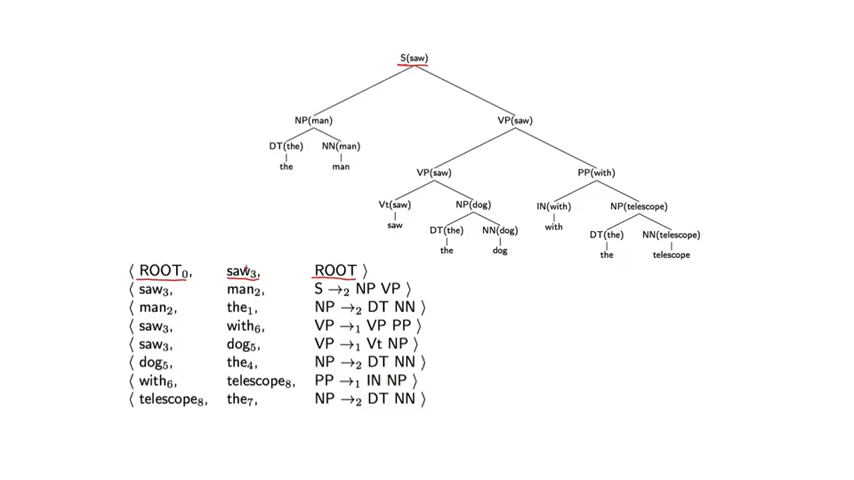 S(saw)
NP(man) VP(saw)
DT(the) NN(man)
the man
VP(saw) PP(with)
Vt(saw) NP(dog) IN(with) NP(telescope)
saw DT(the) NN(dog) with DT(the) NN(telescope)
the dog the telescope
⟨ ROOT₀, saw₃, ROOT ⟩
⟨ saw₃, man₂, S →₂ NP VP ⟩
⟨ man₂, the₁, NP →₂ DT NN ⟩
⟨ saw₃, with₆, VP →₁ VP PP ⟩
⟨ saw₃, dog₅, VP →₁ Vt NP ⟩
⟨ dog₅, the₄, NP →₂ DT NN ⟩
⟨ with₆, telescope₈, PP →₁ IN NP ⟩
⟨ telescope₈, the₇, NP →₂ DT NN ⟩